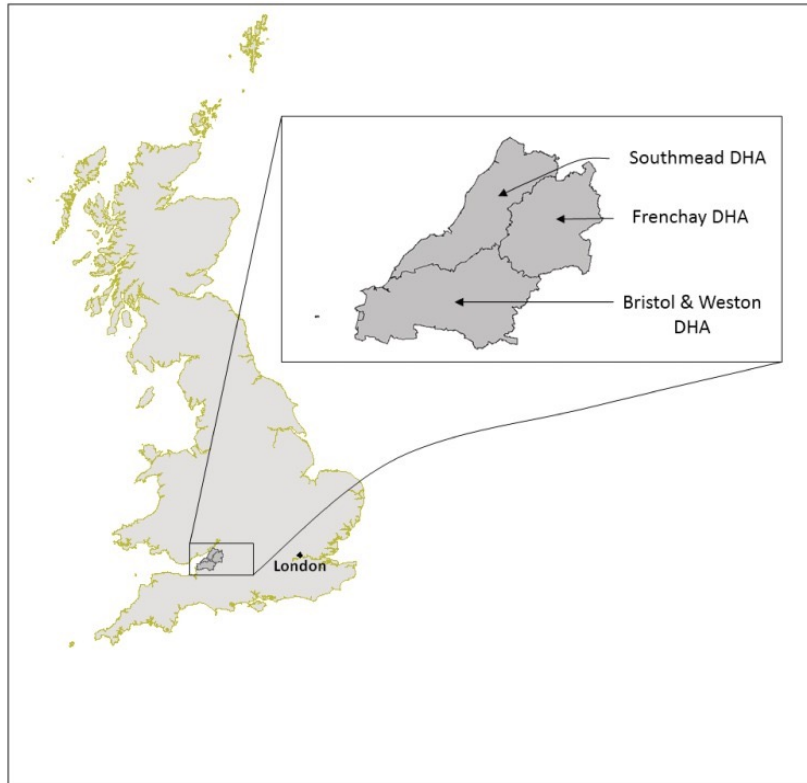 Southmead DHA
Frenchay DHA
Bristol & Weston
DHA
London